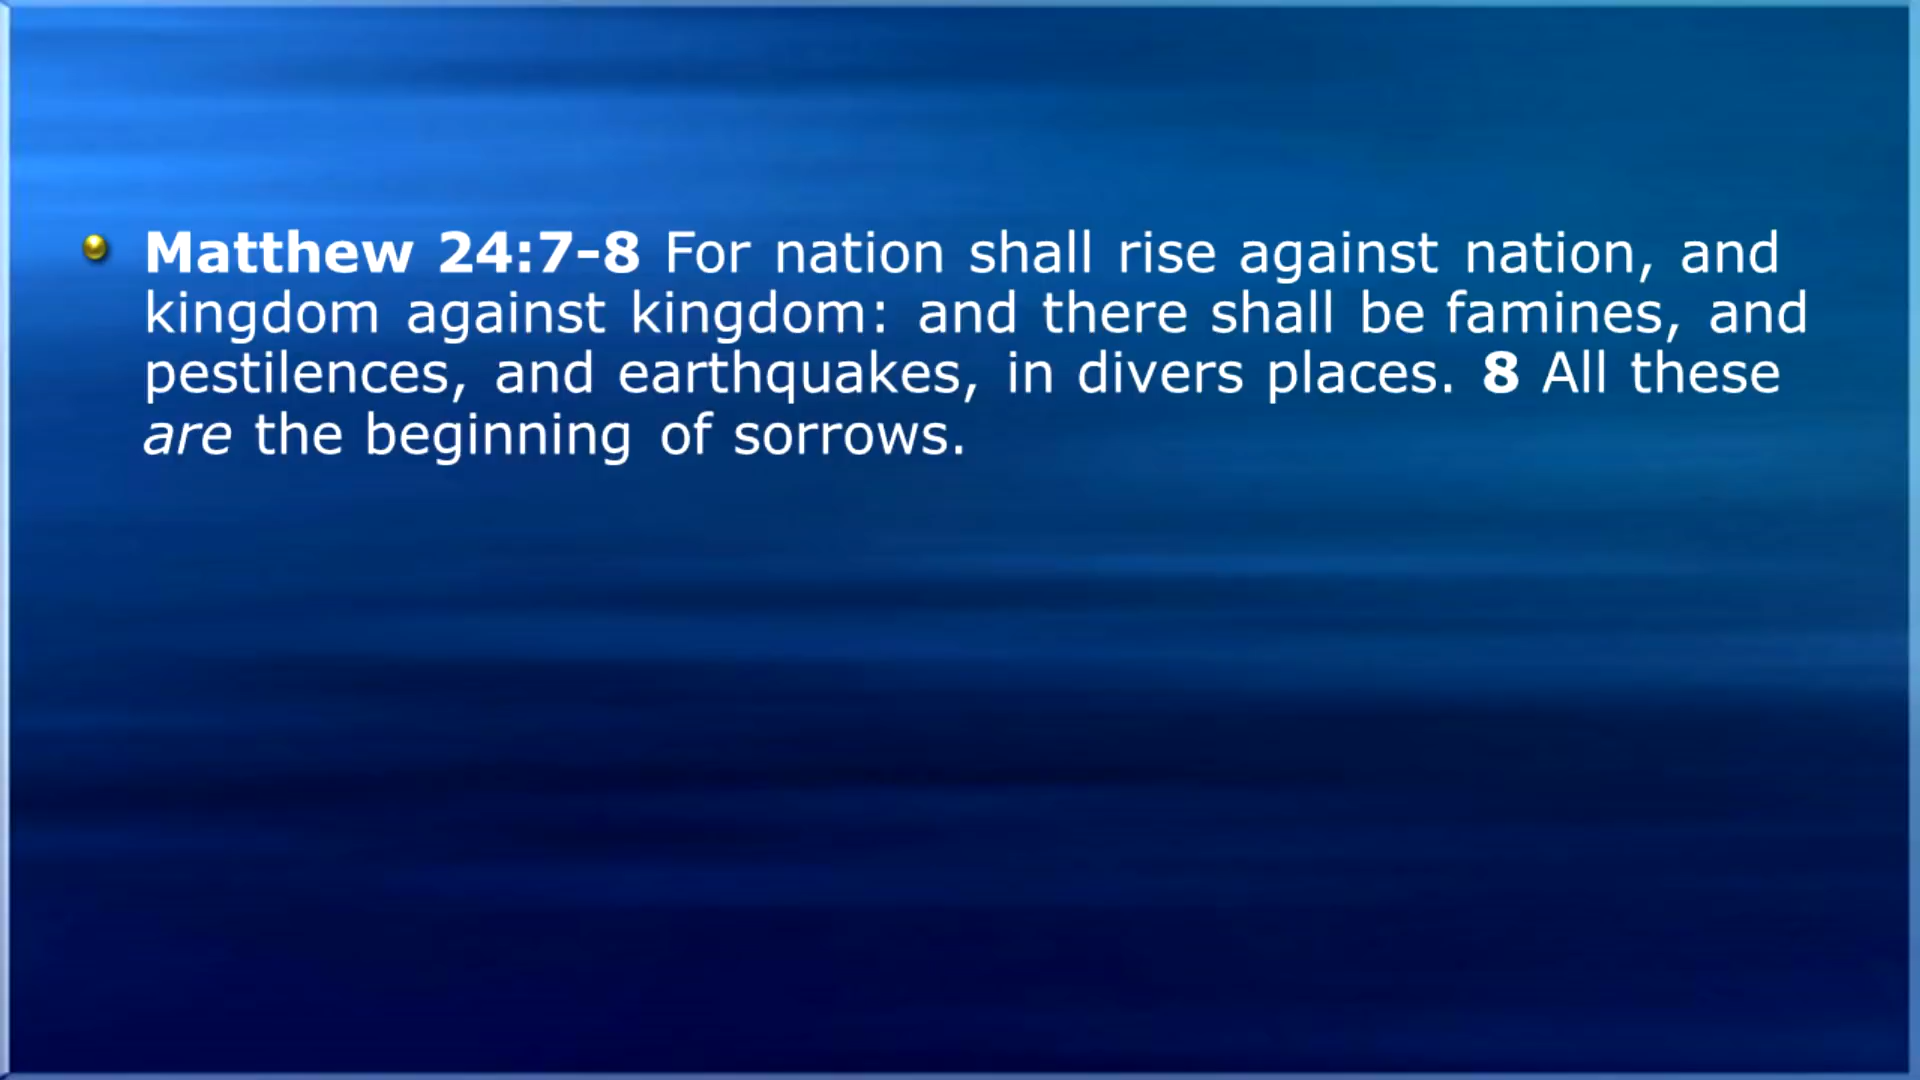 Matthew 24:7-8 For nation shall rise against nation, and
kingdom against kingdom: and there shall be famines, and
pestilences, and earthquakes, in divers places. 8 All these
are the beginning of sorrows.